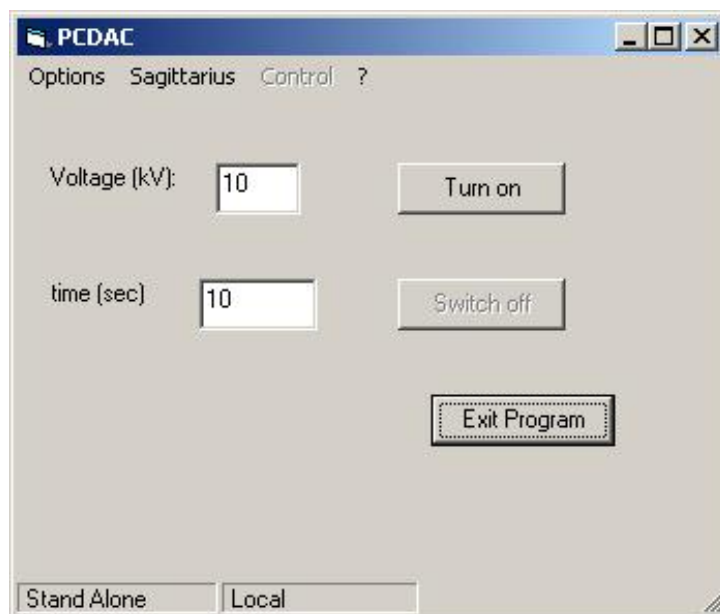 PCDAC
Options Sagittarius Control ?
Voltage (kV): 10 Turn on
time (sec) 10 Switch off
Exit Program
Stand Alone Local